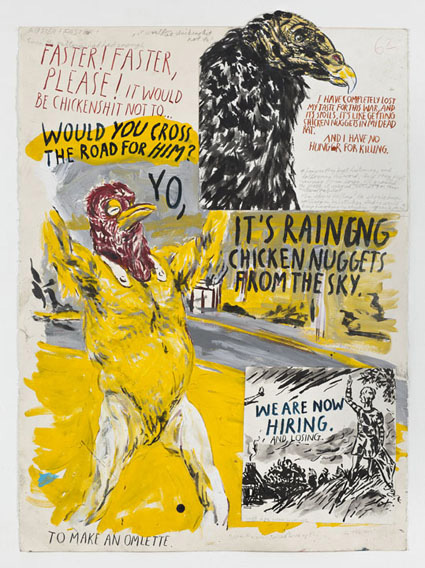 FASTER! FASTER,
PLEASE! IT WOULD
BE CHICKENSHIT NOT TO...
WOULD YOU CROSS
THE ROAD FOR HIM?
YO,
62
I HAVE COMPLETELY LOST
MY TASTE FOR THIS WAR, AND
ITS SPOILS, IT'S LIKE GETTING
CHICKEN NUGGETS IN MY DEAD
AND I HAVE NO
HUNGOR FOR KILLING.
IT'S RAINENG
CHICKEN NUGGETS
FROM THE SKY.
WE ARE NOW
HIRING.
AND LOSING.
TO MAKE AN OMLETTE.